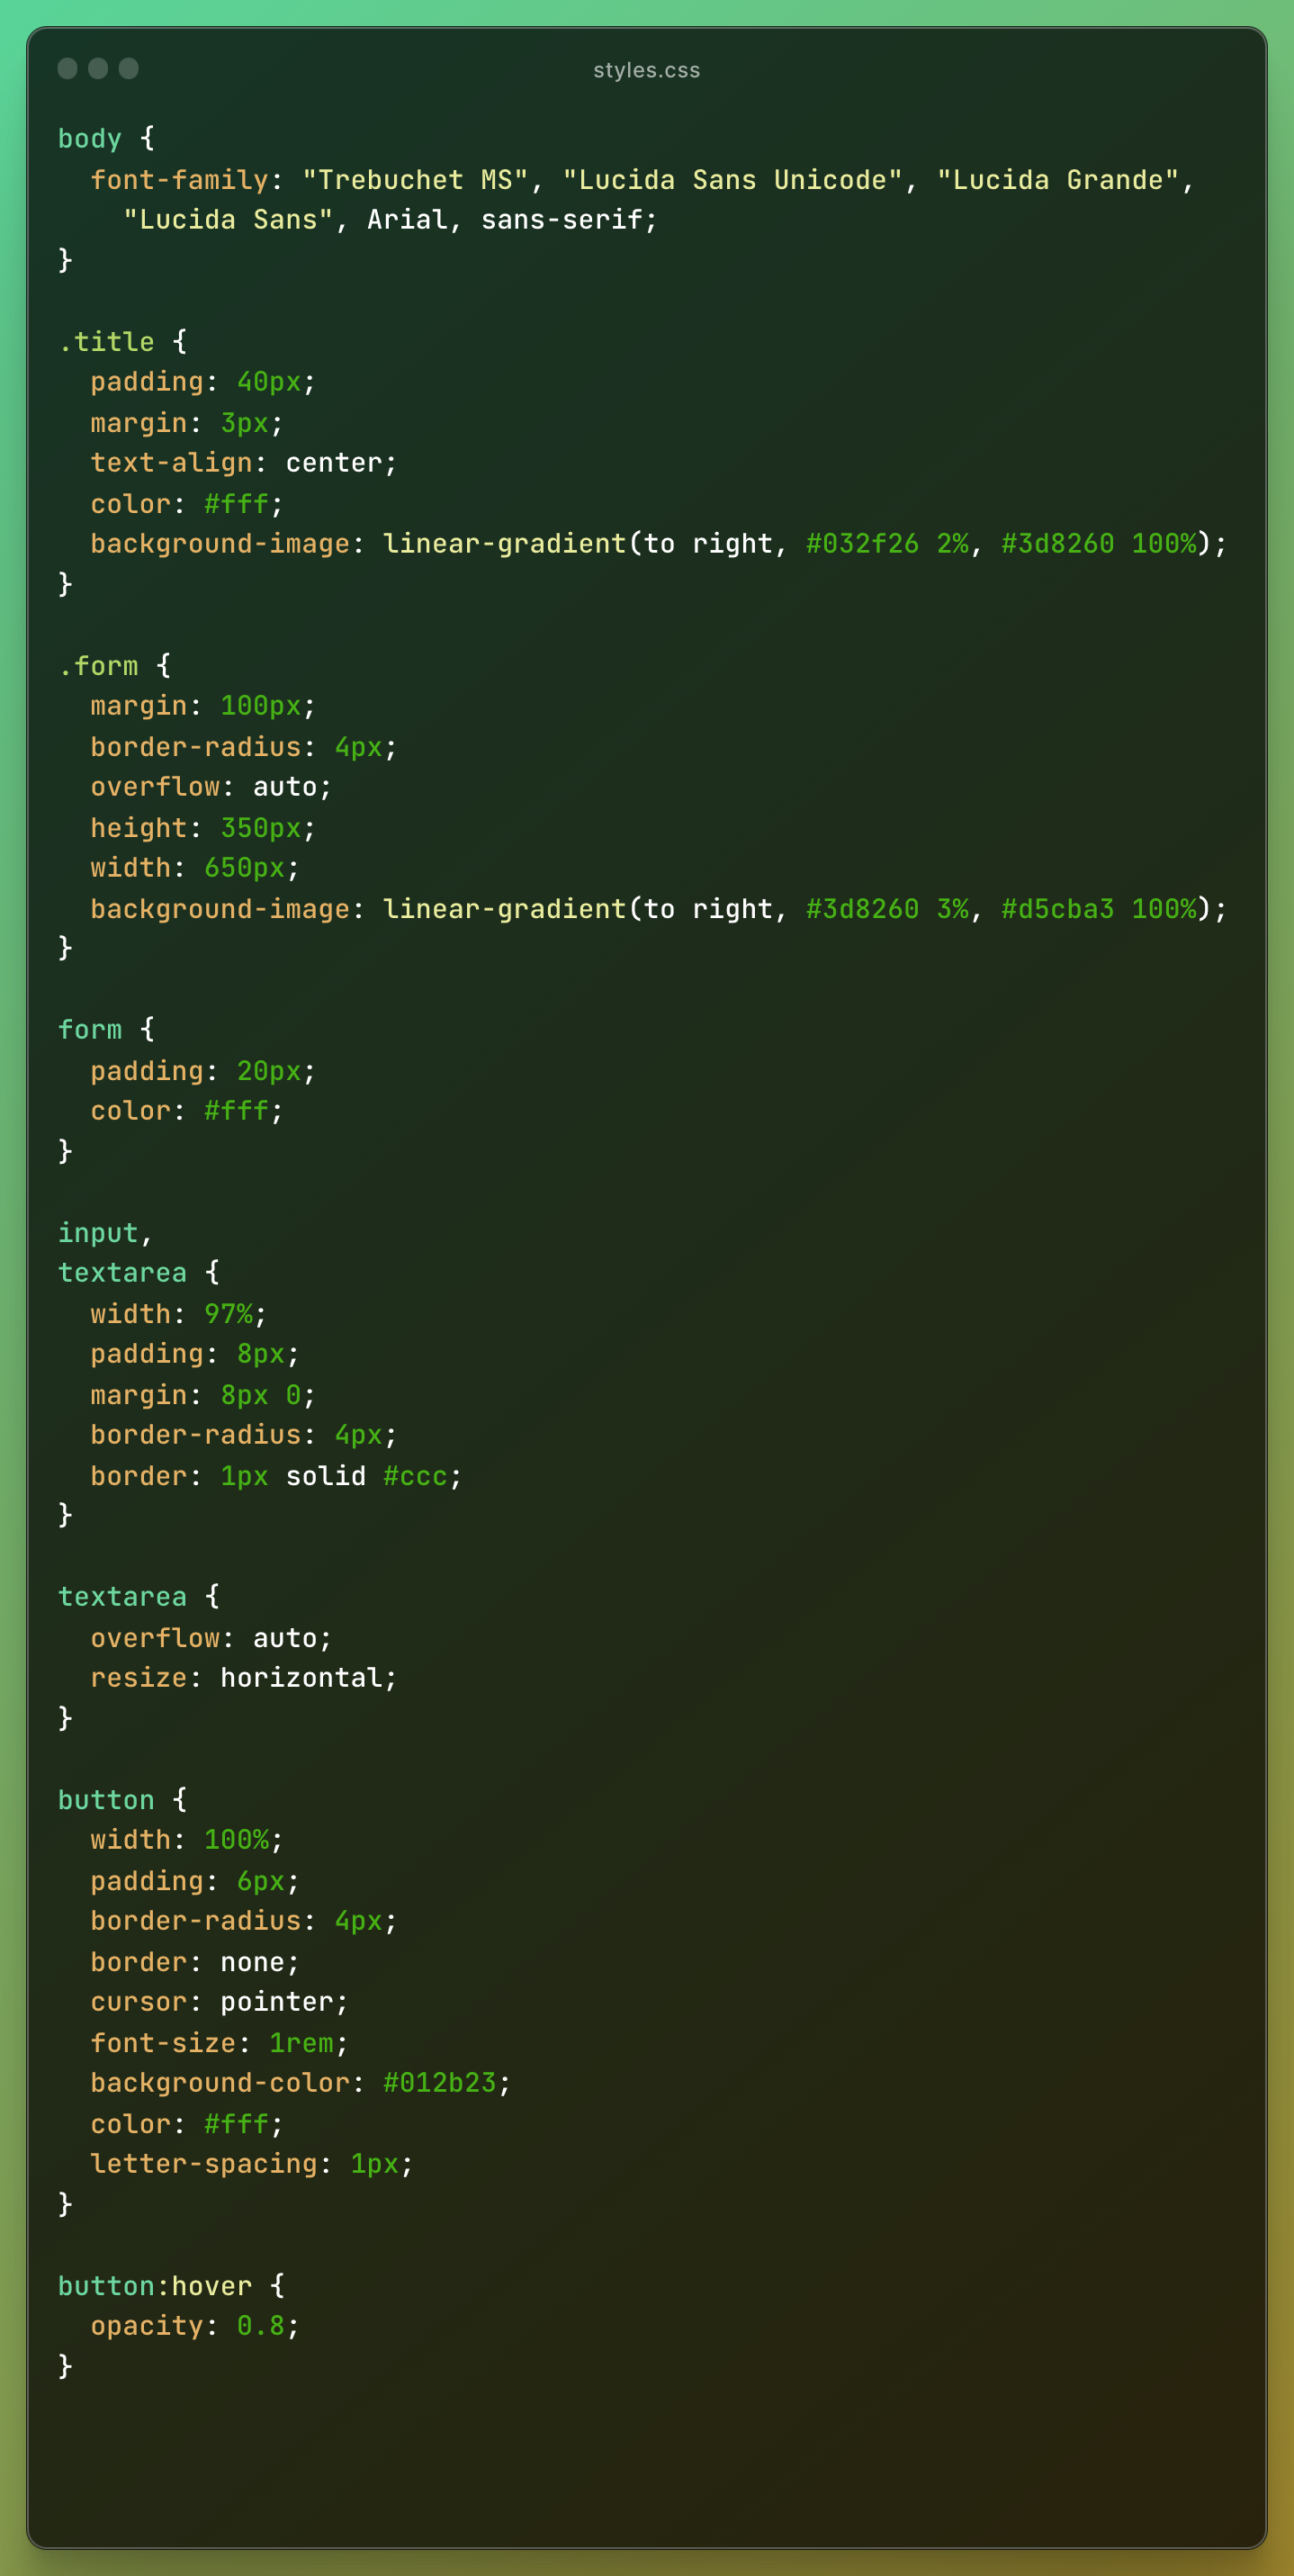 styles.css
body {
  font-family: "Trebuchet MS", "Lucida Sans Unicode", "Lucida Grande",
    "Lucida Sans", Arial, sans-serif;
}

.title {
  padding: 40px;
  margin: 3px;
  text-align: center;
  color: #fff;
  background-image: linear-gradient(to right, #032f26 2%, #3d8260 100%);
}

.form {
  margin: 100px;
  border-radius: 4px;
  overflow: auto;
  height: 350px;
  width: 650px;
  background-image: linear-gradient(to right, #3d8260 3%, #d5cba3 100%);
}

form {
  padding: 20px;
  color: #fff;
}

input,
textarea {
  width: 97%;
  padding: 8px;
  margin: 8px 0;
  border-radius: 4px;
  border: 1px solid #ccc;
}

textarea {
  overflow: auto;
  resize: horizontal;
}

button {
  width: 100%;
  padding: 6px;
  border-radius: 4px;
  border: none;
  cursor: pointer;
  font-size: 1rem;
  background-color: #012b23;
  color: #fff;
  letter-spacing: 1px;
}

button:hover {
  opacity: 0.8;
}